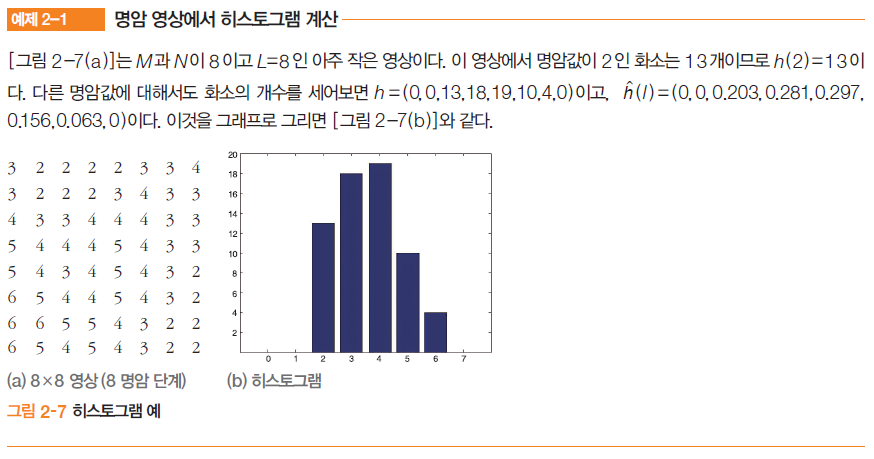 예제 2-1 명암 영상에서 히스토그램 계산
[그림 2-7(a)]는 M과 N이 8이고 L=8인 아주 작은 영상이다. 이 영상에서 명암값이 2인 화소는 13개이므로 h(2)=13이
다. 다른 명암값에 대해서도 화소의 개수를 세어보면 h=(0,0,13,18,19,10,4,0)이고, ĥ(l)=(0, 0, 0.203, 0.281, 0.297,
0.156, 0.063, 0)이다. 이것을 그래프로 그리면 [그림 2-7(b)]와 같다.
3 2 2 2 2 3 3 4
3 2 2 2 3 4 3 3
4 3 3 4 4 4 3 3
5 4 4 4 5 4 3 3
5 4 3 4 5 4 3 2
6 5 4 4 5 4 3 2
6 6 5 5 4 3 2 2
6 5 4 5 4 3 2 2
(a) 8×8 영상 (8 명암 단계)
20
18
16
14
12
10
8
6
4
2
0 1 2 3 4 5 6 7
(b) 히스토그램
그림 2-7 히스토그램 예